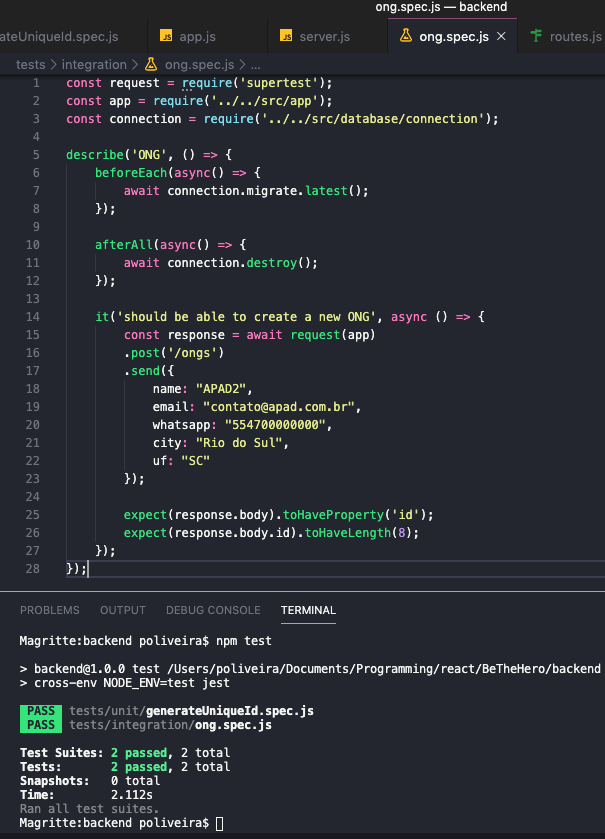 ong.spec.js — backend
ateUniqueId.spec.js
JS app.js
JS server.js
ong.spec.js ×
routes.js
tests > integration > ong.spec.js > ...
1 const request = require('supertest');
2 const app = require('../../src/app');
3 const connection = require('../../src/database/connection');
4
5 describe('ONG', () => {
6 beforeEach(async() => {
7 await connection.migrate.latest();
8 });
9
10 afterAll(async() => {
11 await connection.destroy();
12 });
13
14 it('should be able to create a new ONG', async () => {
15 const response = await request(app)
16 .post('/ongs')
17 .send({
18 name: "APAD2",
19 email: "contato@apad.com.br",
20 whatsapp: "554700000000",
21 city: "Rio do Sul",
22 uf: "SC"
23 });
24
25 expect(response.body).toHaveProperty('id');
26 expect(response.body.id).toHaveLength(8);
27 });
28 });
PROBLEMS OUTPUT DEBUG CONSOLE TERMINAL
Magritte:backend poliveira$ npm test
> backend@1.0.0 test /Users/poliveira/Documents/Programming/react/BeTheHero/backend
> cross-env NODE_ENV=test jest
PASS tests/unit/generateUniqueId.spec.js
PASS tests/integration/ong.spec.js
Test Suites: 2 passed, 2 total
Tests: 2 passed, 2 total
Snapshots: 0 total
Time: 2.112s
Ran all test suites.
Magritte:backend poliveira$